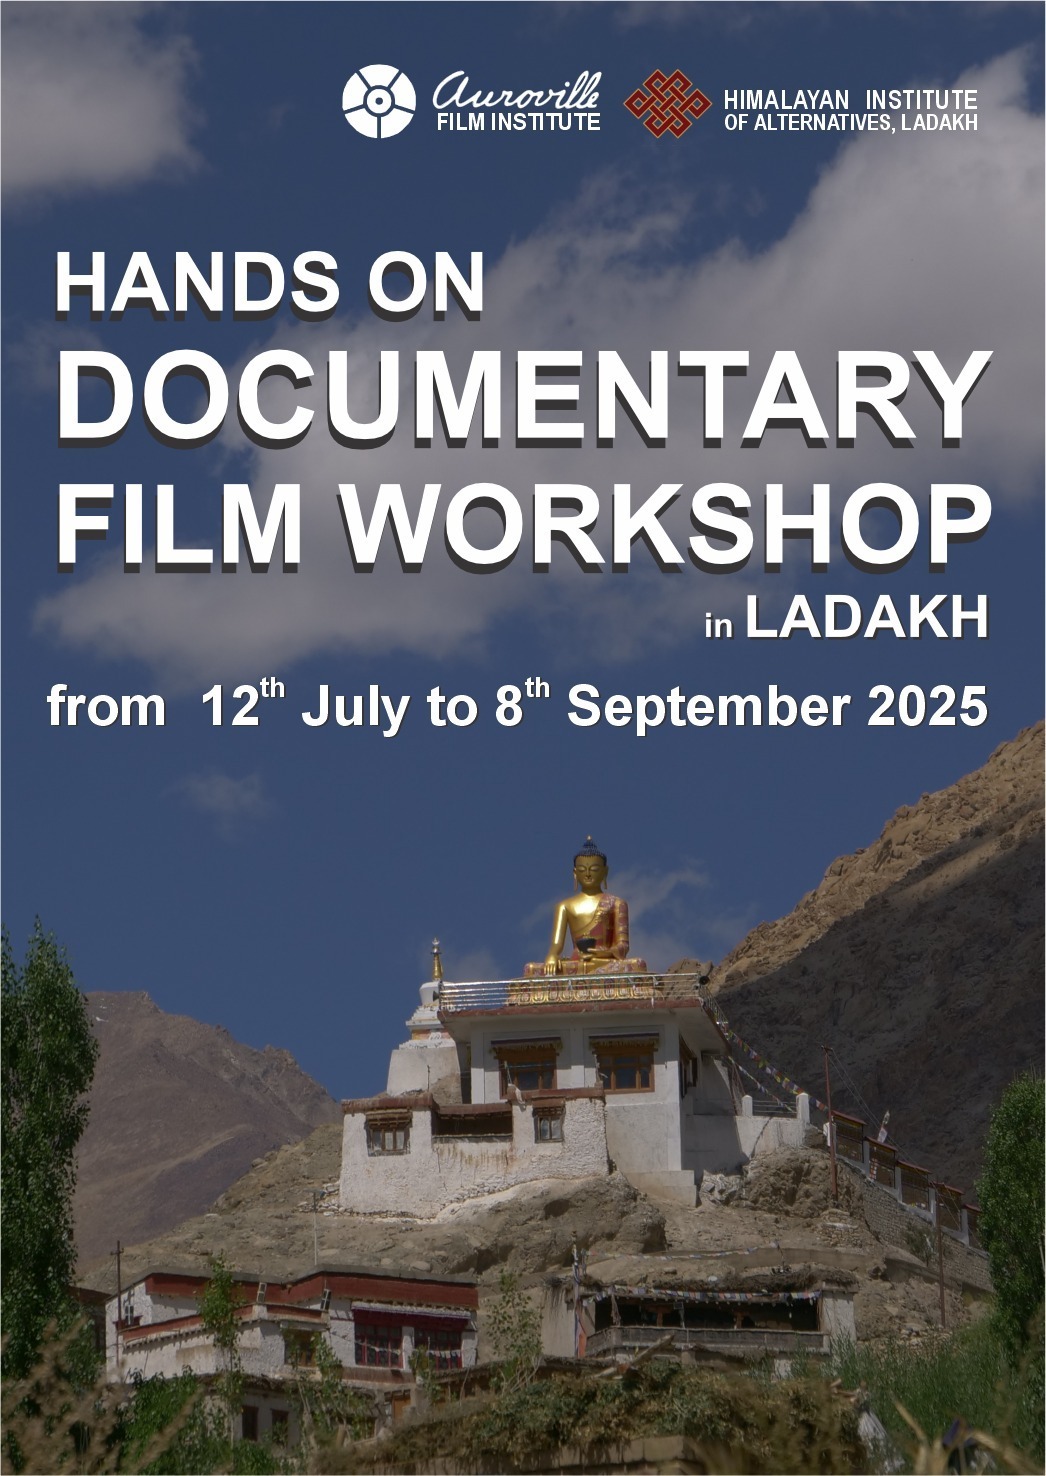 Auroville
FILM INSTITUTE
HIMALAYAN INSTITUTE
OF ALTERNATIVES, LADAKH
HANDS ON
DOCUMENTARY
FILM WORKSHOP
in LADAKH
from 12th July to 8th September 2025